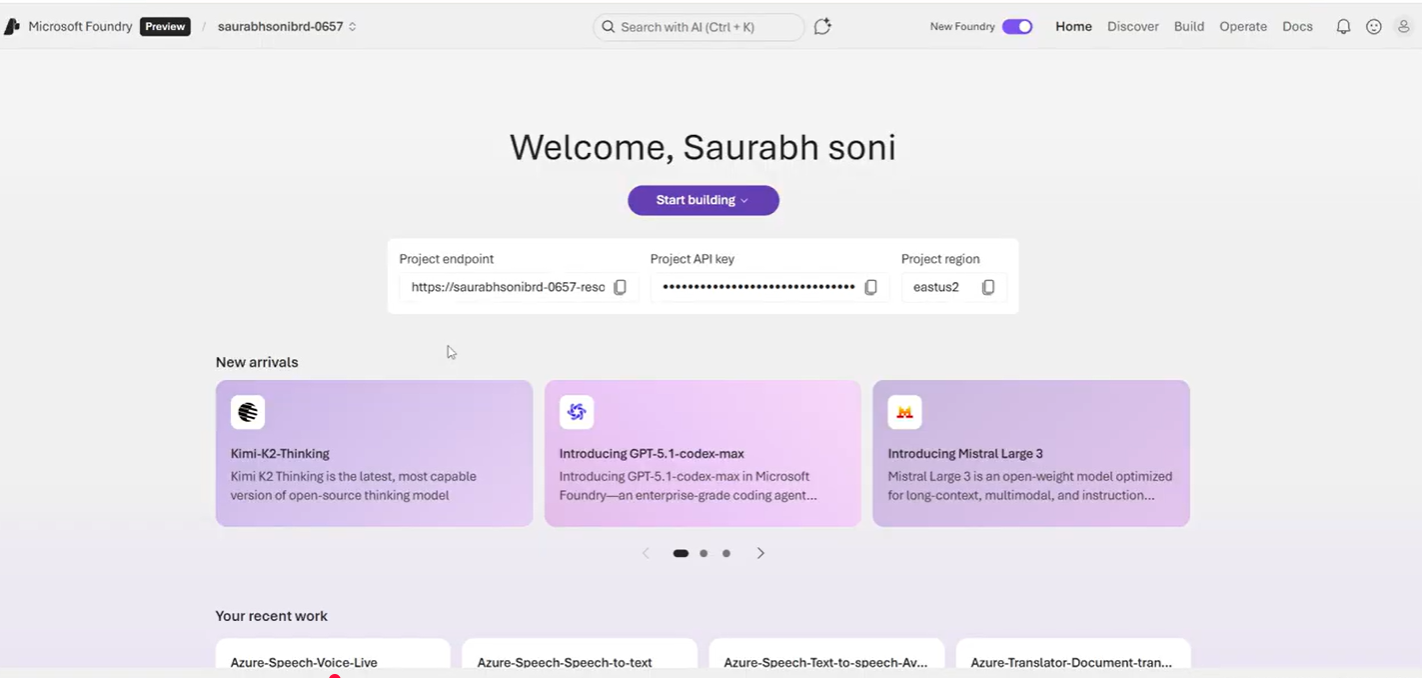 Microsoft Foundry Preview / saurabhsonibrd-0657 Search with AI (Ctrl + K) New Foundry Home Discover Build Operate Docs
Welcome, Saurabh soni
Start building
Project endpoint Project API key Project region
https://saurabhsonibrd-0657-reso •••••••••••••••••••••••••••••••• eastus2
New arrivals
Kimi-K2-Thinking
Kimi K2 Thinking is the latest, most capable
version of open-source thinking model
Introducing GPT-5.1-codex-max
Introducing GPT-5.1-codex-max in Microsoft
Foundry—an enterprise-grade coding agent...
Introducing Mistral Large 3
Mistral Large 3 is an open-weight model optimized
for long-context, multimodal, and instruction...
Your recent work
Azure-Speech-Voice-Live Azure-Speech-Speech-to-text Azure-Speech-Text-to-speech-Av... Azure-Translator-Document-tran...